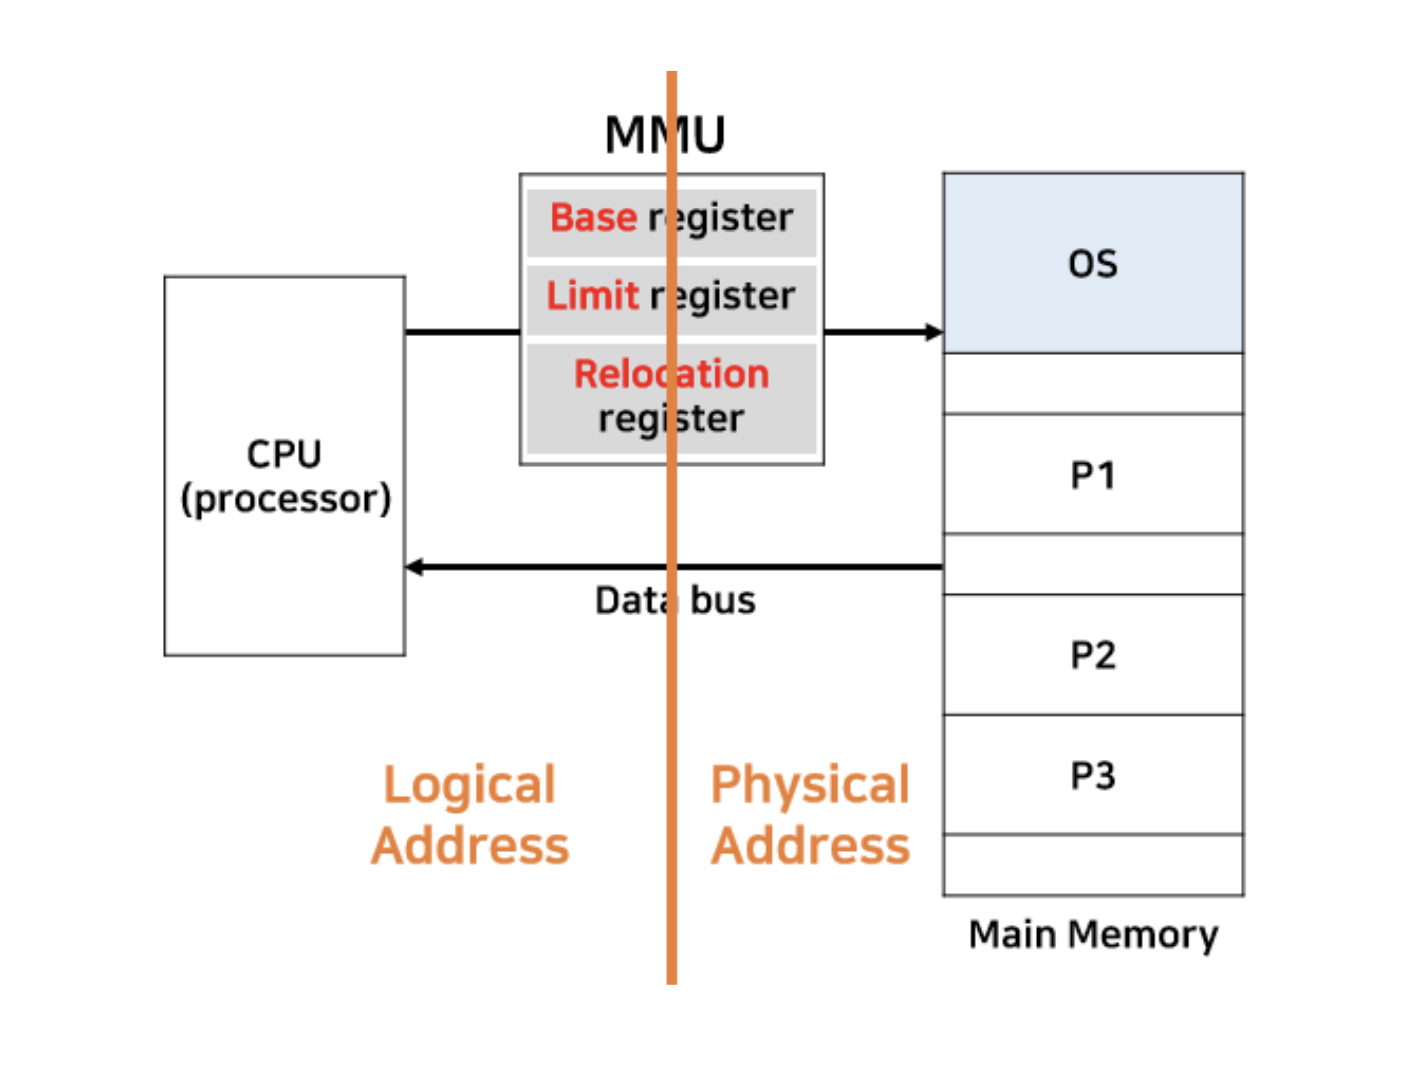 MMU
Base register
Limit register
Relocation
register
CPU
(processor)
Data bus
OS
P1
P2
P3
Logical
Address
Physical
Address
Main Memory